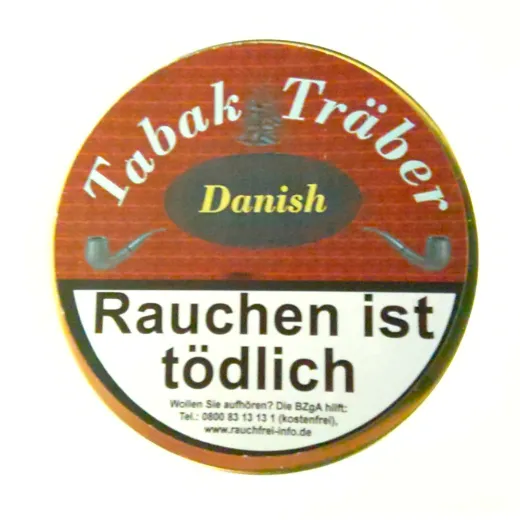 Tabak Träber
Danish
Rauchen ist
tödlich
Wollen Sie aufhören? Die BZgA hilft:
Tel.: 0800 83 13 13 1 (kostenfrei),
www.rauchfrei-info.de